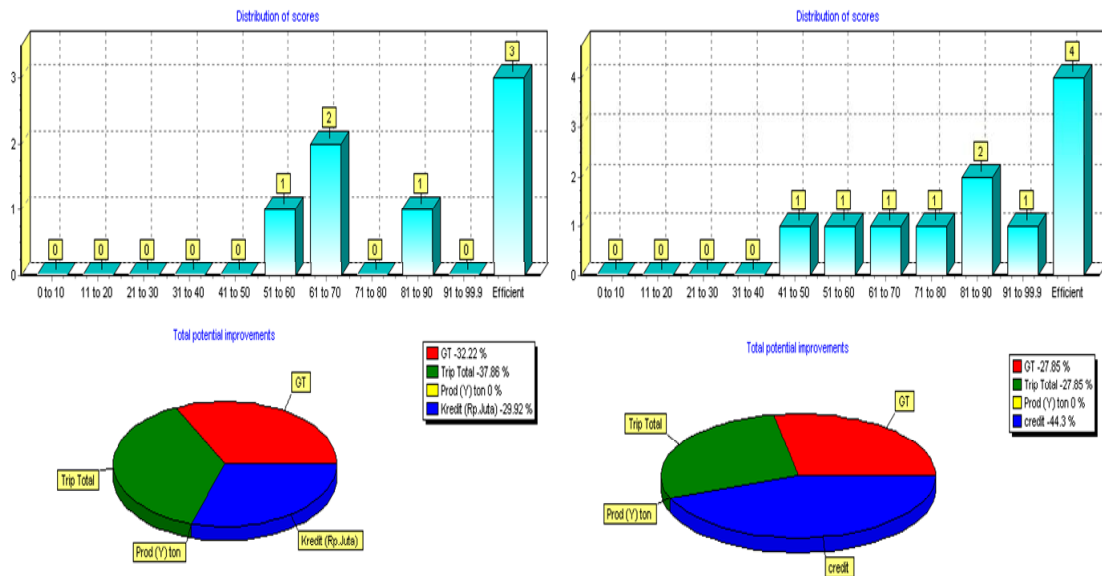 Distribution of scores
3
2
1
0
0
0
0
0
0
1
2
0
1
0
3
0 to 10 11 to 20 21 to 30 31 to 40 41 to 50 51 to 60 61 to 70 71 to 80 81 to 90 91 to 99.9 Efficient
Distribution of scores
4
3
2
1
0
0
0
0
0
1
1
1
1
2
1
4
0 to 10 11 to 20 21 to 30 31 to 40 41 to 50 51 to 60 61 to 70 71 to 80 81 to 90 91 to 99.9 Efficient
Total potential improvements
GT -32.22 %
Trip Total -37.86 %
Prod (Y) ton 0 %
Kredit (Rp.Juta) -29.92 %
GT
Trip Total
Prod (Y) ton
Kredit (Rp.Juta)
Total potential improvements
GT -27.85 %
Trip Total -27.85 %
Prod (Y) ton 0 %
credit -44.3 %
GT
Trip Total
Prod (Y) ton
credit